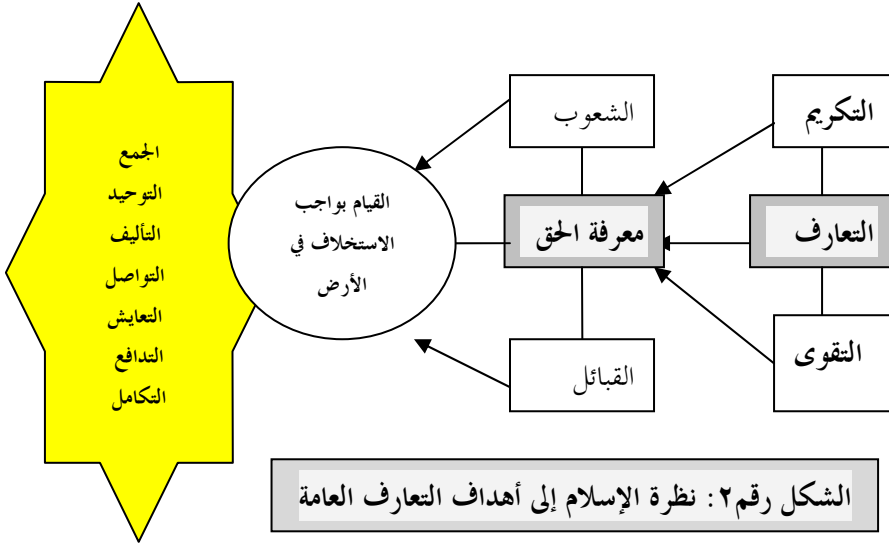 التكريم
التعارف
التقوى
الشعوب
معرفة الحق
القبائل
القيام بواجب
الاستخلاف في
الأرض
الجمع
التوحيد
التأليف
التواصل
التعايش
التدافع
التكامل
الشكل رقم٢: نظرة الإسلام إلى أهداف التعارف العامة